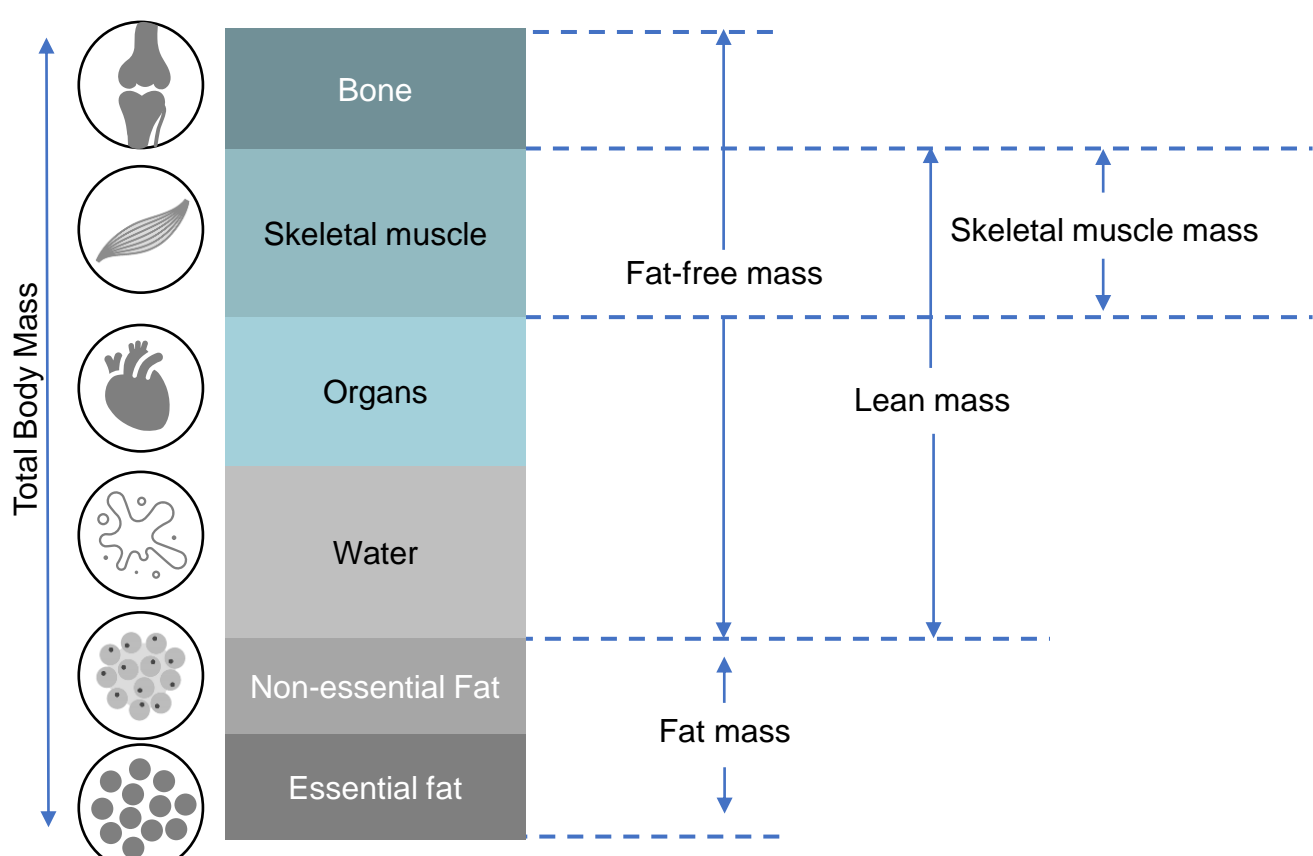 Total Body Mass
Bone
Skeletal muscle
Organs
Water
Non-essential Fat
Essential fat
Fat-free mass
Skeletal muscle mass
Lean mass
Fat mass